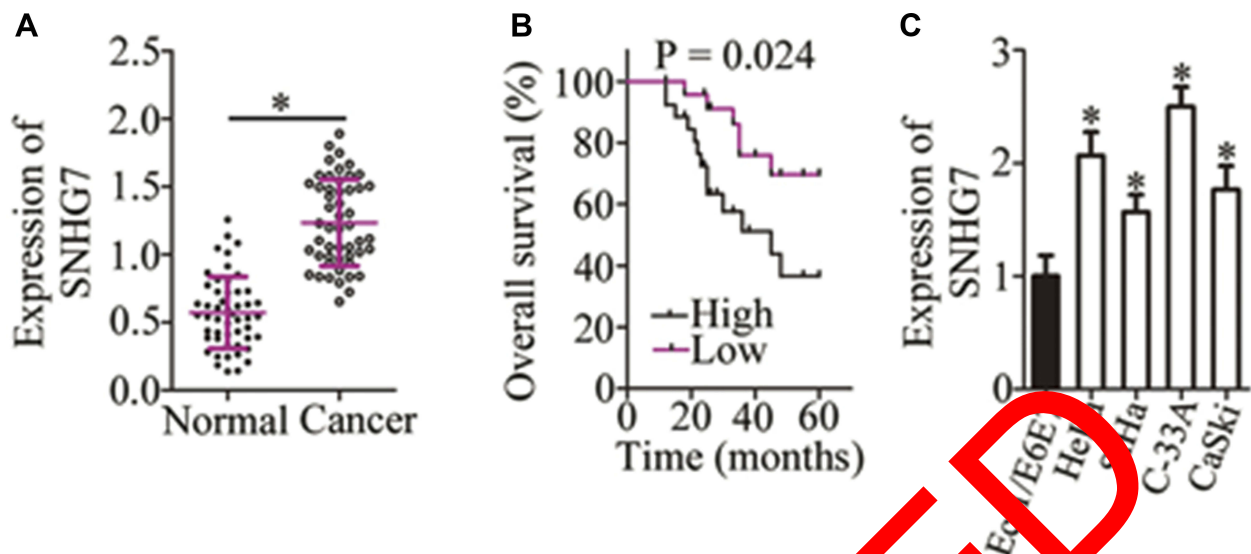 A
Expression of
SNHG7
2.5
2.0
1.5
1.0
0.5
0.0
*
Normal Cancer
B
Overall survival (%)
P = 0.024
100
80
60
40
20
0
High
Low
0 20 40 60
Time (months)
C
Expression of
SNHG7
3
2
1
0
* * * *
C-33A
CaSki